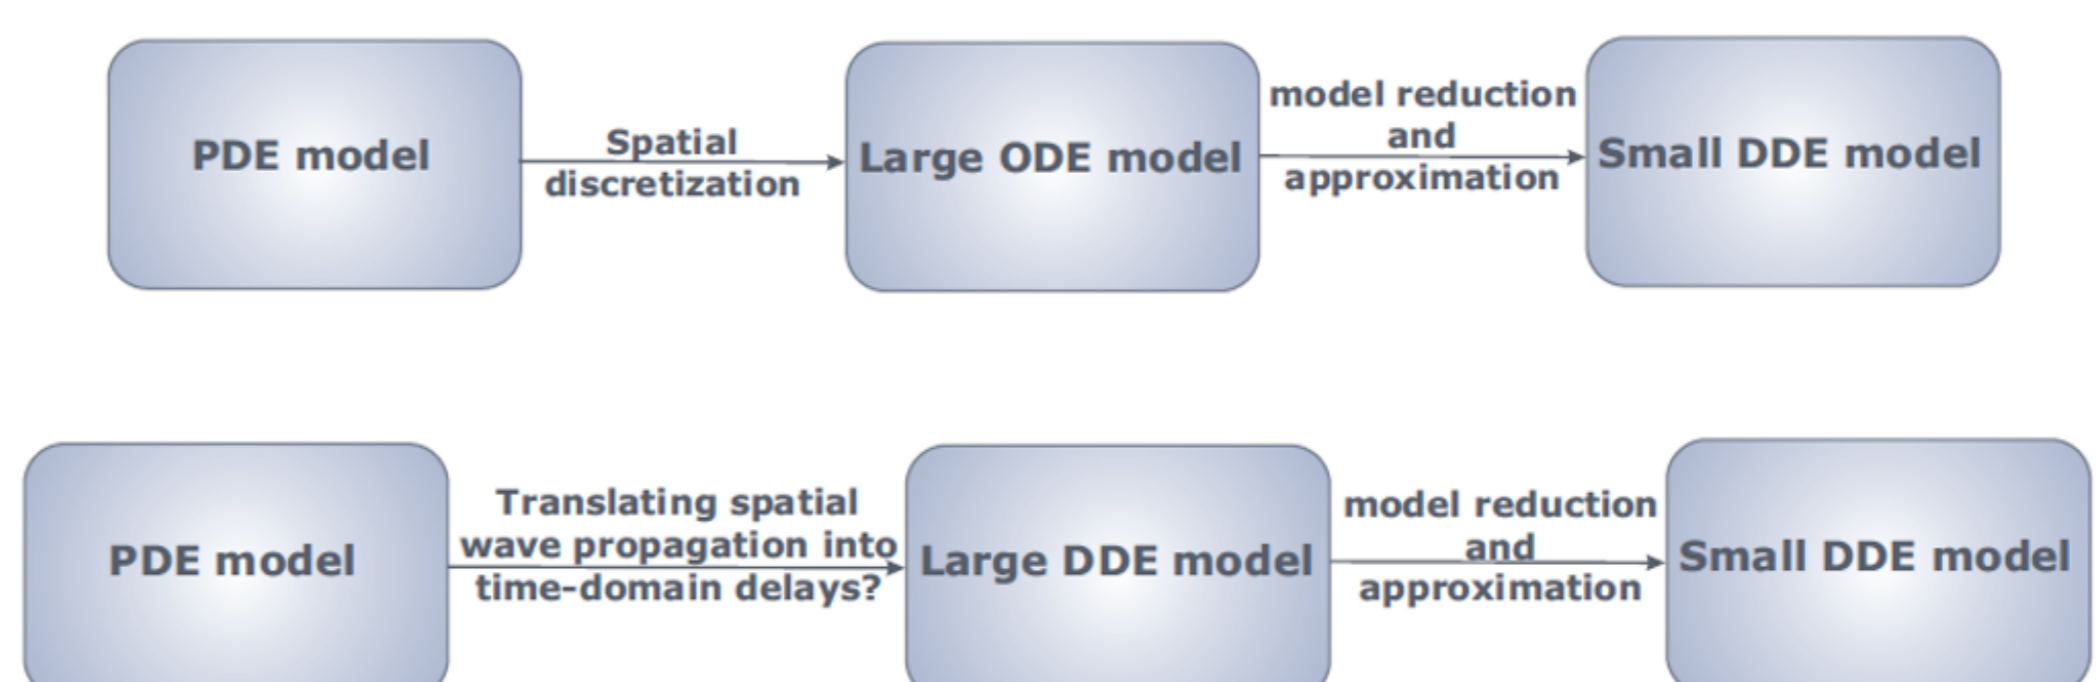 PDE model
Spatial
discretization
Large ODE model
model reduction
and
approximation
Small DDE model
PDE model
Translating spatial
wave propagation into
time-domain delays?
Large DDE model
model reduction
and
approximation
Small DDE model